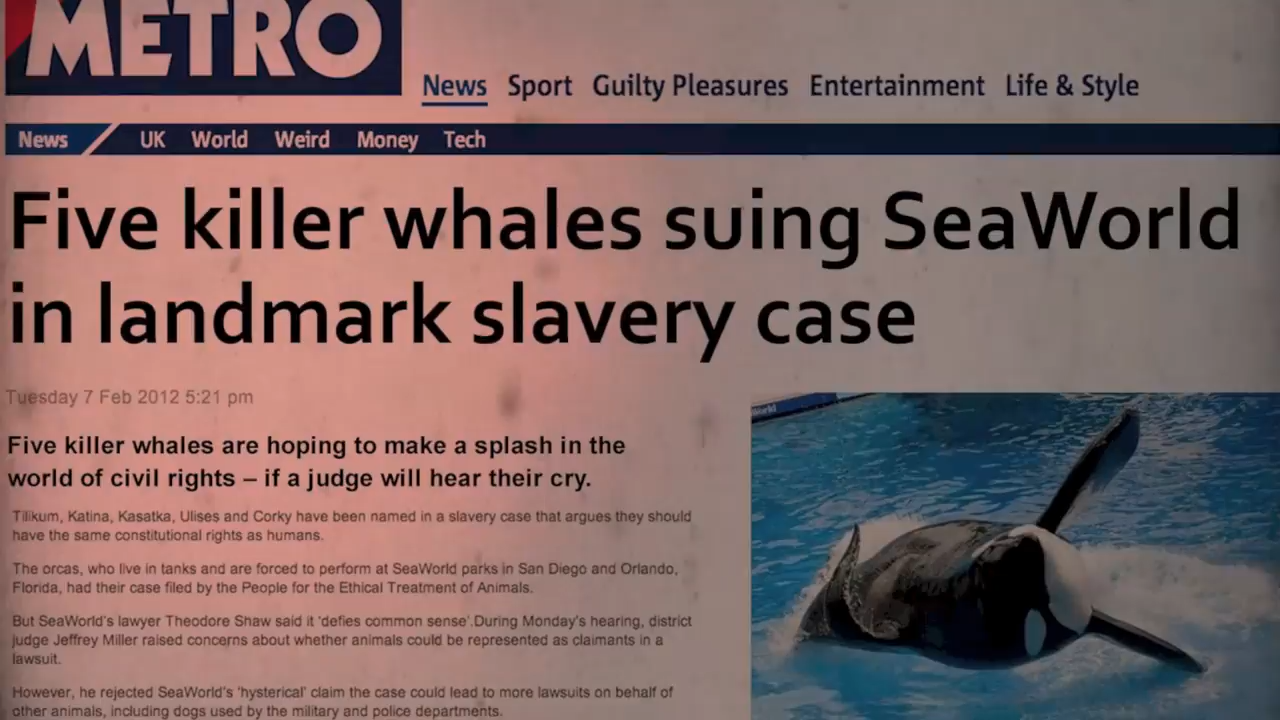 METRO
News Sport Guilty Pleasures Entertainment Life & Style
News UK World Weird Money Tech
Five killer whales suing SeaWorld
in landmark slavery case
Tuesday 7 Feb 2012 5:21 pm
Five killer whales are hoping to make a splash in the
world of civil rights – if a judge will hear their cry.
Tilikum, Katina, Kasatka, Ulises and Corky have been named in a slavery case that argues they should
have the same constitutional rights as humans.
The orcas, who live in tanks and are forced to perform at SeaWorld parks in San Diego and Orlando,
Florida, had their case filed by the People for the Ethical Treatment of Animals.
But SeaWorld's lawyer Theodore Shaw said it 'defies common sense'.During Monday's hearing, district
judge Jeffrey Miller raised concerns about whether animals could be represented as claimants in a
lawsuit.
However, he rejected SeaWorld's 'hysterical' claim the case could lead to more lawsuits on behalf of
other animals, including dogs used by the military and police departments.